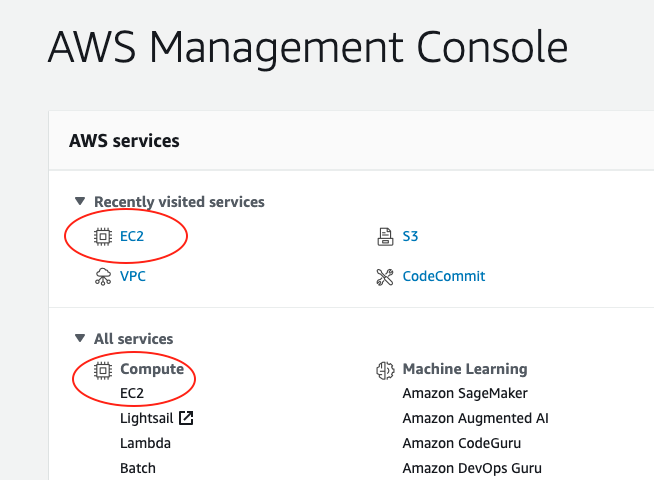 AWS Management Console
AWS services
Recently visited services
EC2
S3
VPC
CodeCommit
All services
Compute
EC2
Lightsail
Lambda
Batch
Machine Learning
Amazon SageMaker
Amazon Augmented AI
Amazon CodeGuru
Amazon DevOps Guru